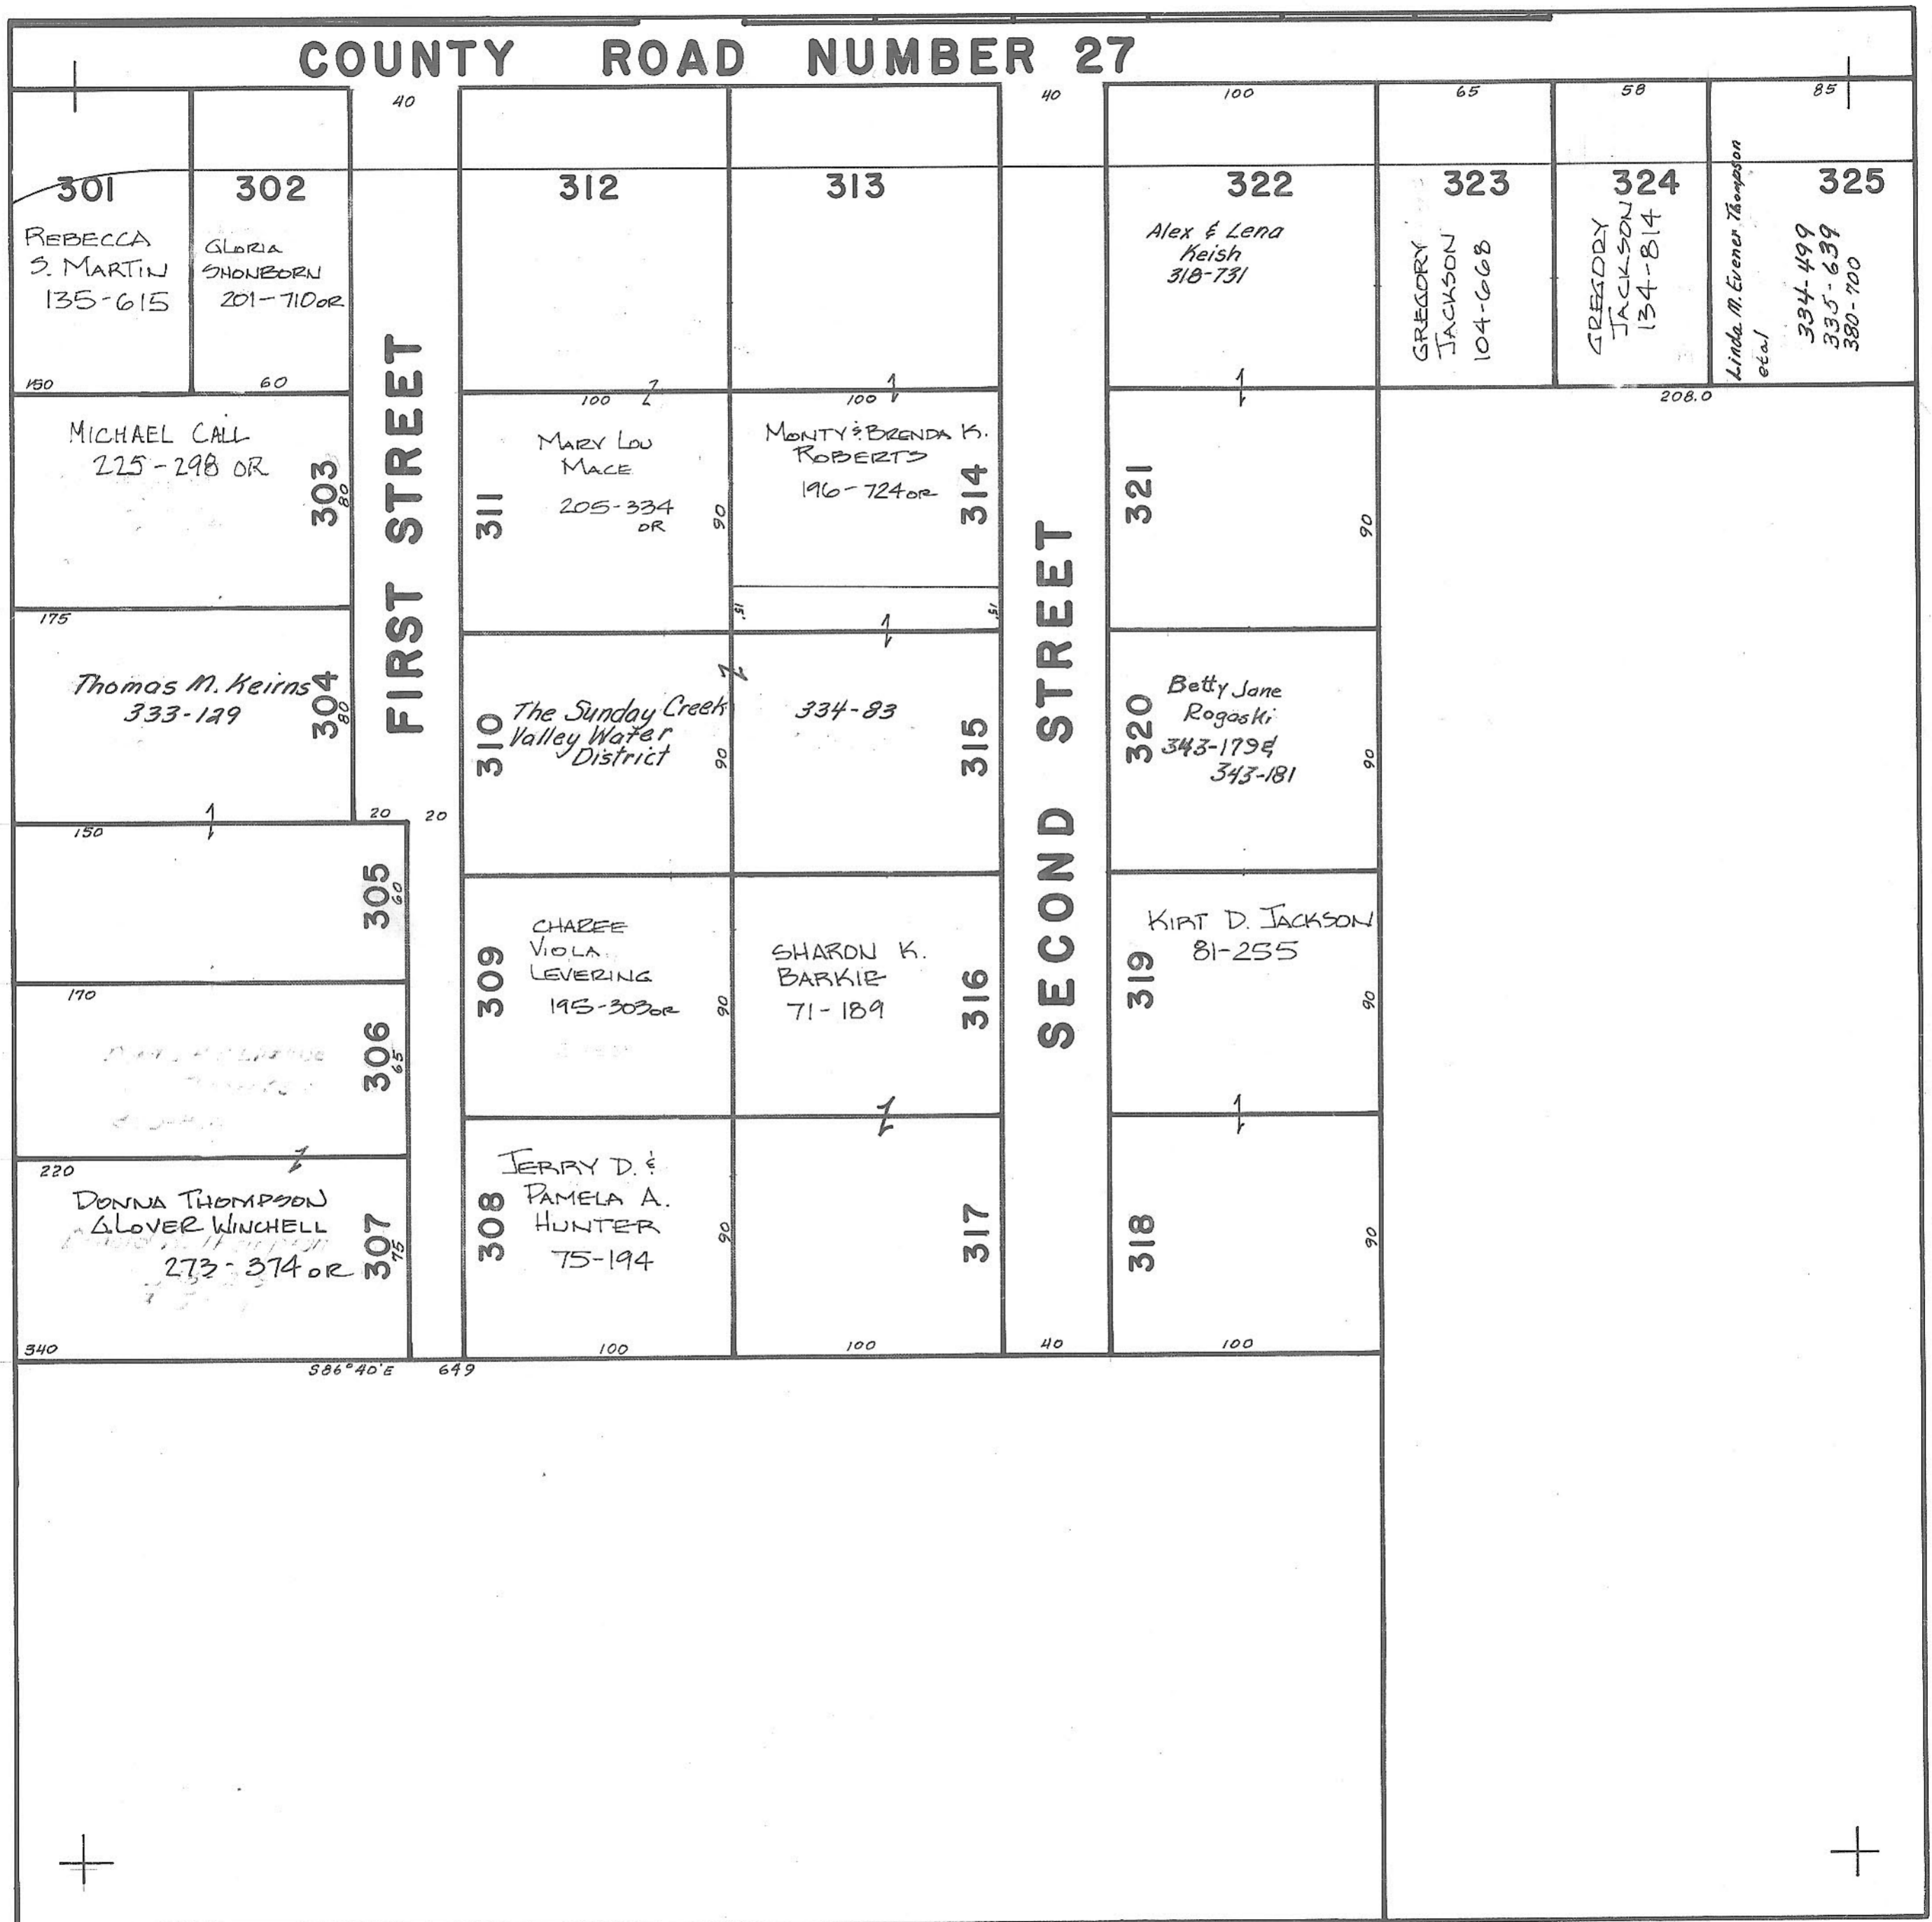 COUNTY ROAD NUMBER 27
40
40
100
65
58
85
301
REBECCA
S. MARTIN
135-615
150
302
GLORIA
SHONBORN
201-710 OR
60
312
313
322
Alex & Lena
Keish
318-731
323
GREGORY
JACKSON
104-668
324
GREGORY
JACKSON
134-814
325
Linda M. Evener Thompson
etal
334-499
335-639
380-700
208.0
FIRST STREET
SECOND STREET
MICHAEL CALL
225-298 OR
303
80
175
100
MARY LOU
MACE
205-334
OR
311
90
100
MONTY & BRENDA K.
ROBERTS
196-724 OR
314
15'
15'
321
90
Thomas M. Keirns
333-129
304
80
20
20
150
310
The Sunday Creek
Valley Water
District
90
334-83
315
320
Betty Jane
Rogoski
343-179 &
343-181
90
305
60
170
309
CHAREE
VIOLA
LEVERING
195-303 OR
90
SHARON K.
BARKIE
71-189
316
319
KIRT D. JACKSON
81-255
90
306
65
220
DONNA THOMPSON
GLOVER WINCHELL
273-374 OR
307
75
340
308
JERRY D. &
PAMELA A.
HUNTER
75-194
90
100
317
100
40
318
90
100
S86°40'E 649